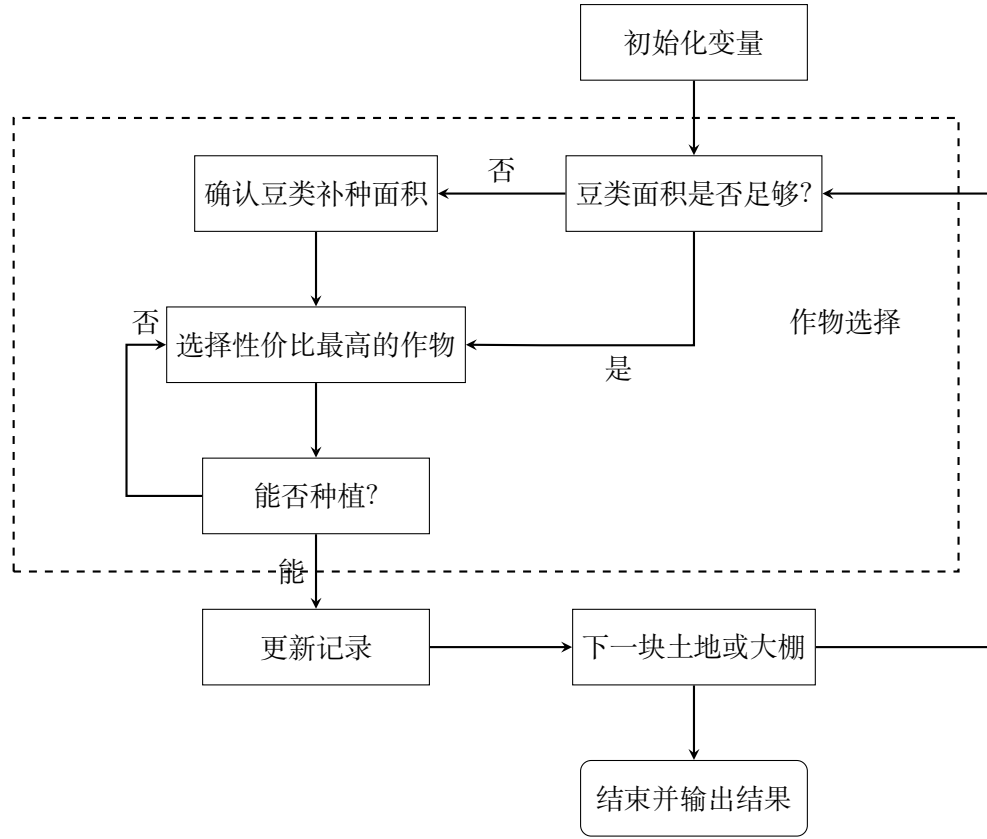 初始化变量
豆类面积是否足够?
否
确认豆类补种面积
作物选择
是
选择性价比最高的作物
否
能否种植?
能
更新记录
下一块土地或大棚
结束并输出结果